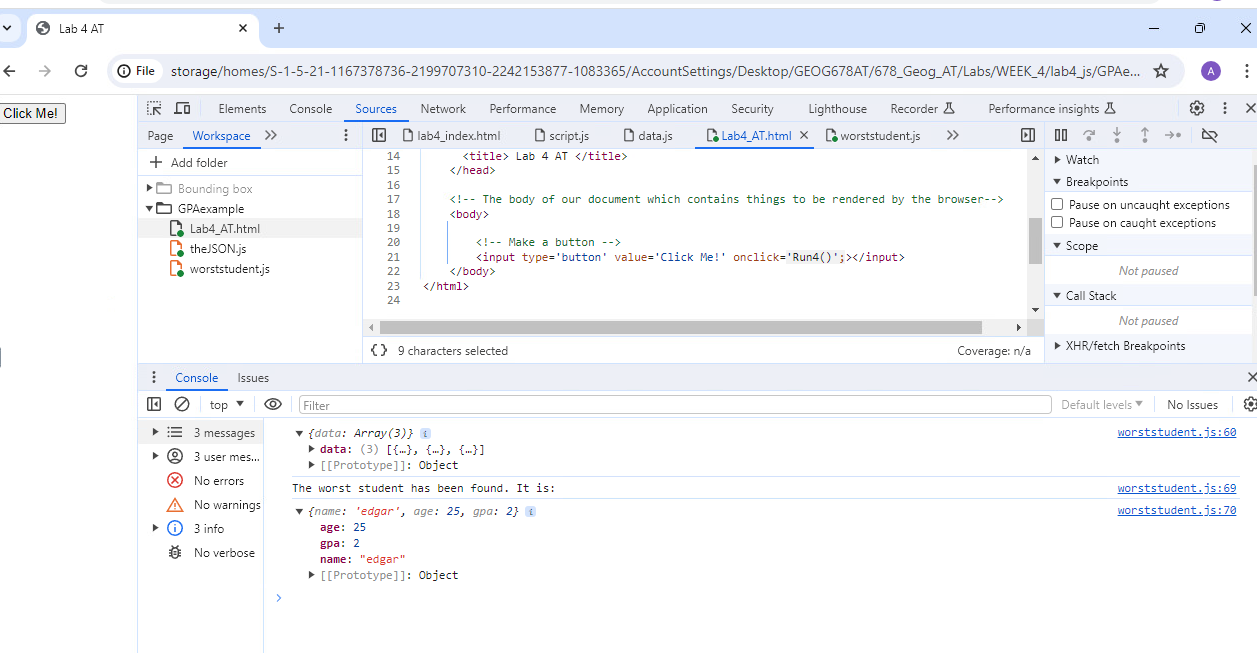 Lab 4 AT
File storage/homes/S-1-5-21-1167378736-2199707310-2242153877-1083365/AccountSettings/Desktop/GEOG678AT/678_Geog_AT/Labs/WEEK_4/lab4_js/GPAe... A
Click Me!
Elements Console Sources Network Performance Memory Application Security Lighthouse Recorder Performance insights
Page Workspace
lab4_index.html script.js data.js Lab4_AT.html worststudent.js
Add folder
Bounding box
GPAexample
Lab4_AT.html
theJSON.js
worststudent.js
14 <title> Lab 4 AT </title>
15 </head>
16
17 <!-- The body of our document which contains things to be rendered by the browser-->
18 <body>
19
20 <!-- Make a button -->
21 <input type='button' value='Click Me!' onclick='Run4()';></input>
22 </body>
23 </html>
24
{} 9 characters selected Coverage: n/a
Watch
Breakpoints
Pause on uncaught exceptions
Pause on caught exceptions
Scope
Not paused
Call Stack
Not paused
XHR/fetch Breakpoints
Console Issues
top Filter Default levels No Issues
3 messages
3 user mes...
No errors
No warnings
3 info
No verbose
{data: Array(3)} i worststudent.js:60
data: (3) [{…}, {…}, {…}]
[[Prototype]]: Object
The worst student has been found. It is: worststudent.js:69
{name: 'edgar', age: 25, gpa: 2} i worststudent.js:70
age: 25
gpa: 2
name: "edgar"
[[Prototype]]: Object